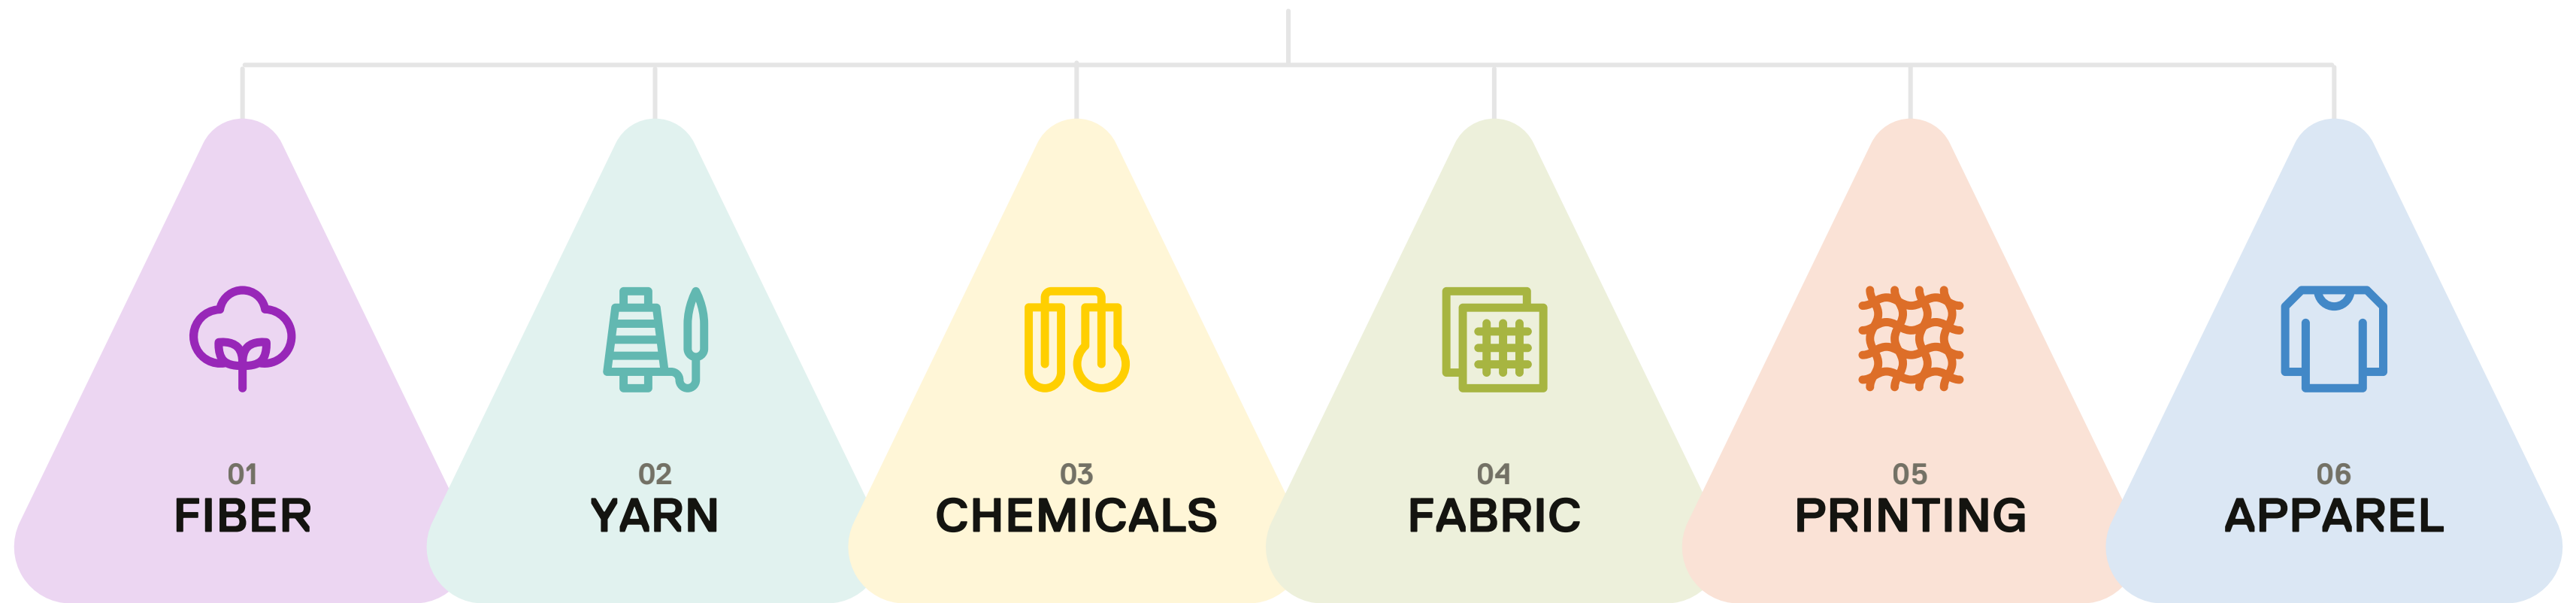 01
FIBER
02
YARN
03
CHEMICALS
04
FABRIC
05
PRINTING
06
APPAREL